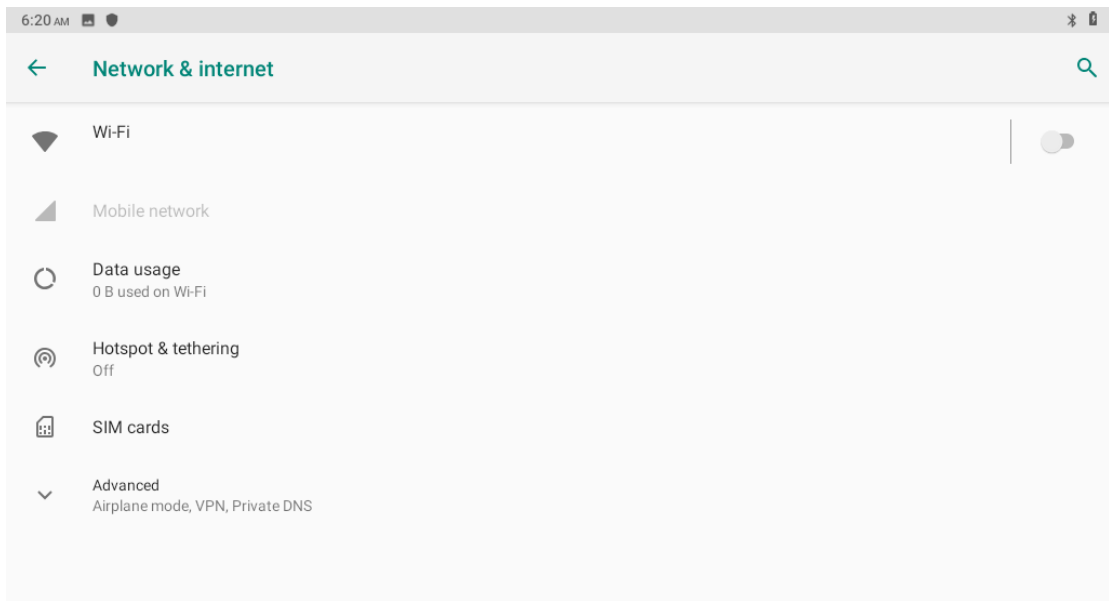 6:20 AM
Network & internet
Wi-Fi
Mobile network
Data usage
0 B used on Wi-Fi
Hotspot & tethering
Off
SIM cards
Advanced
Airplane mode, VPN, Private DNS